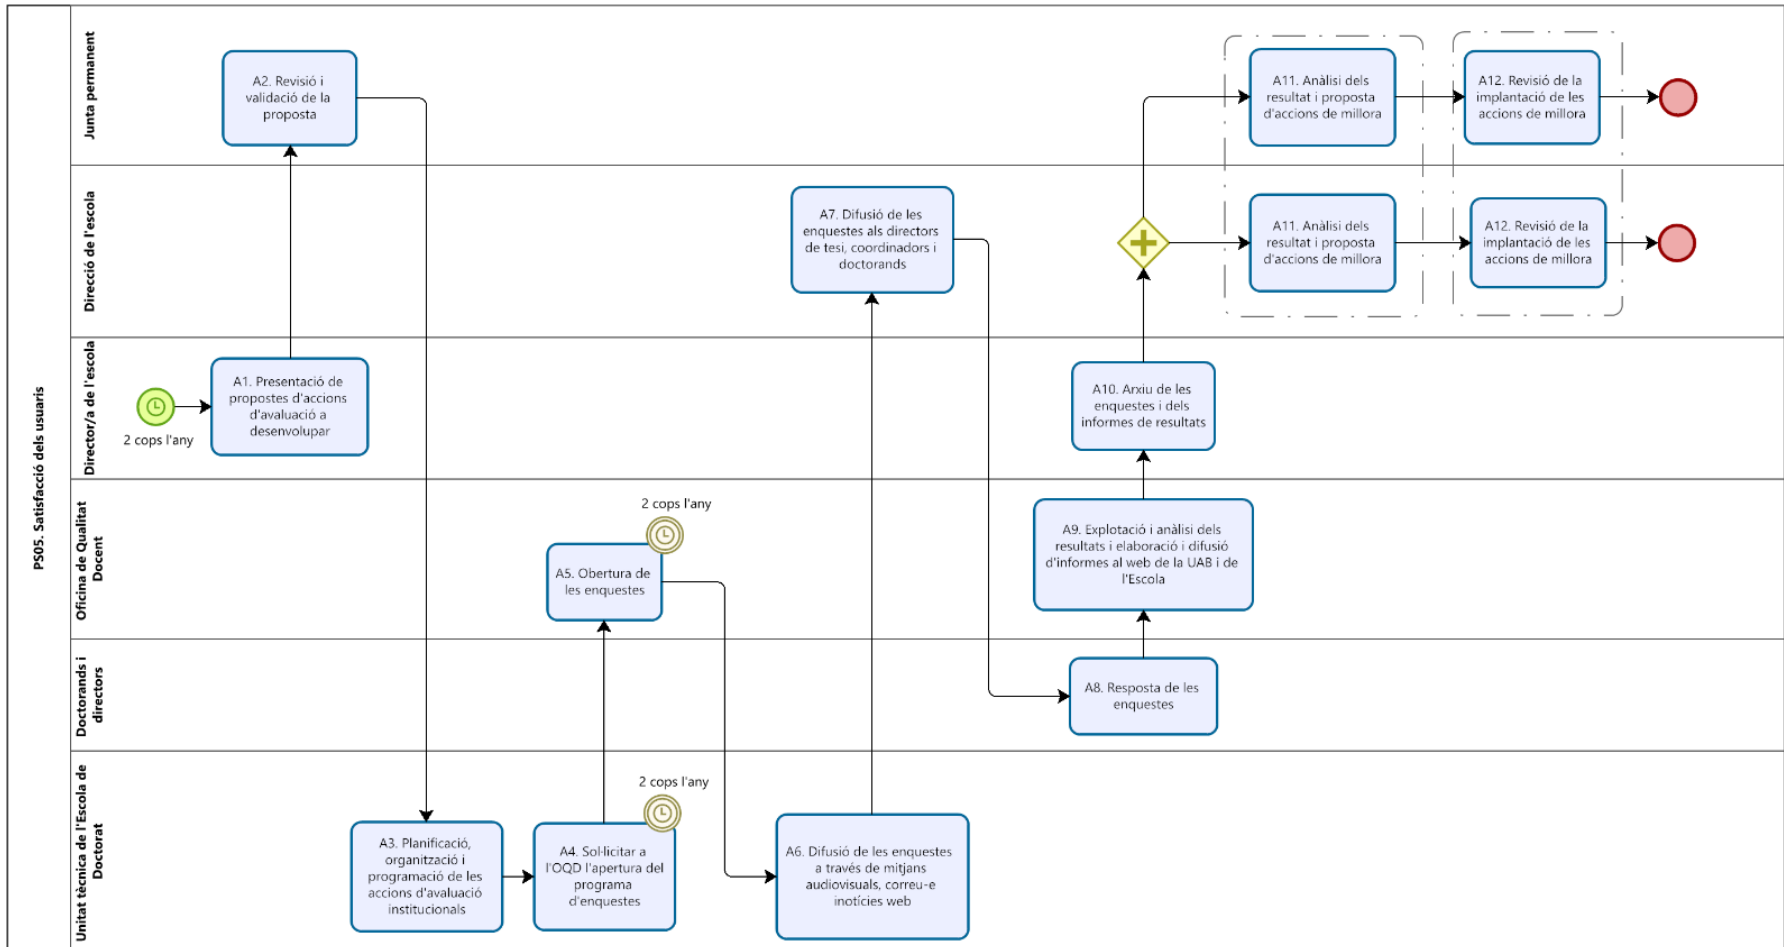 PS05. Satisfacció dels usuaris
Junta permanent
A2. Revisió i
validació de la
proposta
A11. Anàlisi dels
resultat i proposta
d'accions de millora
A12. Revisió de la
implantació de les
accions de millora
Direcció de l'escola
A7. Difusió de les
enquestes als directors
de tesi, coordinadors i
doctorands
A11. Anàlisi dels
resultat i proposta
d'accions de millora
A12. Revisió de la
implantació de les
accions de millora
Director/a de l'escola
2 cops l'any
A1. Presentació de
propostes d'accions
d'avaluació a
desenvolupar
A10. Arxiu de les
enquestes i dels
informes de resultats
Oficina de Qualitat
Docent
2 cops l'any
A5. Obertura de
les enquestes
A9. Explotació i anàlisi dels
resultats i elaboració i difusió
d'informes al web de la UAB i de
l'Escola
Doctorands i
directors
A8. Resposta de les
enquestes
Unitat tècnica de l'Escola de
Doctorat
A3. Planificació,
organització i
programació de les
accions d'avaluació
institucionals
2 cops l'any
A4. Sol·licitar a
l'OQD l'apertura del
programa
d'enquestes
A6. Difusió de les enquestes
a través de mitjans
audiovisuals, correu-e
inotícies web